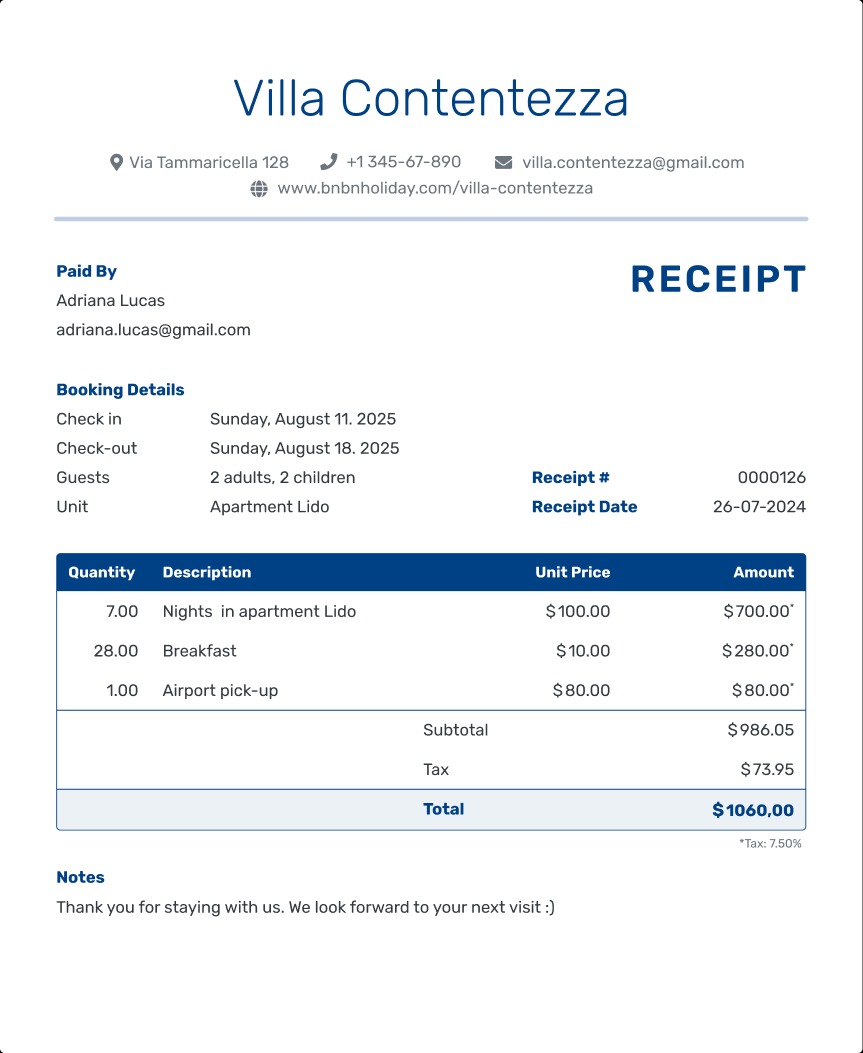 Villa Contentezza
Via Tammaricella 128 +1 345-67-890 villa.contentezza@gmail.com
www.bnbnholiday.com/villa-contentezza
Paid By
RECEIPT
Adriana Lucas
adriana.lucas@gmail.com
Booking Details
Check in Sunday, August 11. 2025
Check-out Sunday, August 18. 2025
Guests 2 adults, 2 children Receipt # 0000126
Unit Apartment Lido Receipt Date 26-07-2024
Quantity Description Unit Price Amount
7.00 Nights in apartment Lido $100.00 $700.00*
28.00 Breakfast $10.00 $280.00*
1.00 Airport pick-up $80.00 $80.00*
Subtotal $986.05
Tax $73.95
Total $1060,00
*Tax: 7.50%
Notes
Thank you for staying with us. We look forward to your next visit :)